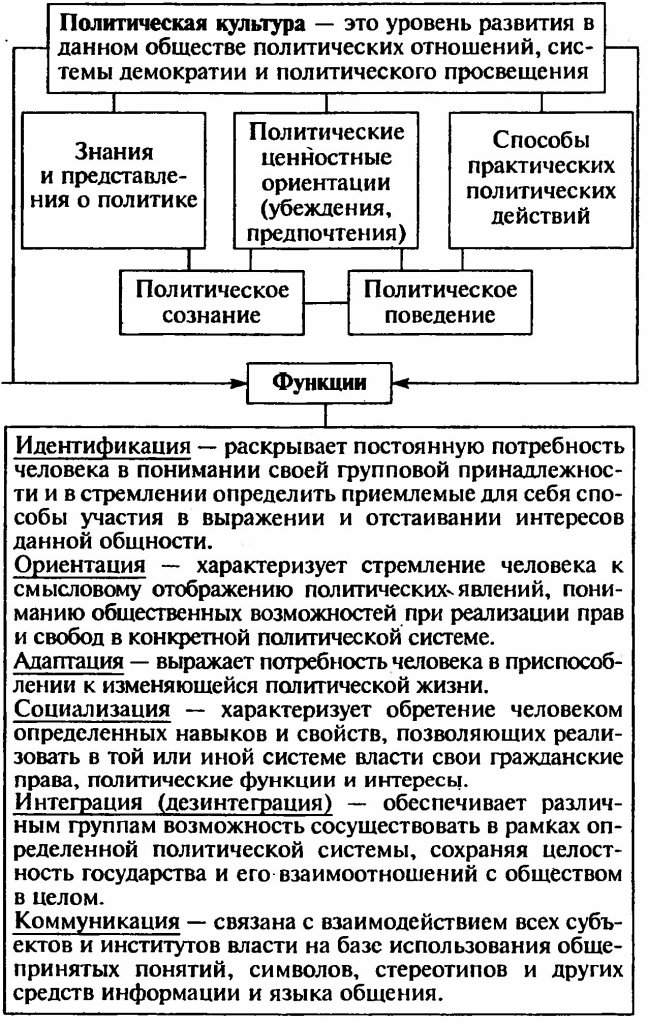 Политическая культура — это уровень развития в
данном обществе политических отношений, сис-
темы демократии и политического просвещения
Знания
и представле-
ния о политике
Политические
ценностные
ориентации
(убеждения,
предпочтения)
Способы
практических
политических
действий
Политическое
сознание
Политическое
поведение
Функции
Идентификация — раскрывает постоянную потребность
человека в понимании своей групповой принадлежнос-
ти и в стремлении определить приемлемые для себя спо-
собы участия в выражении и отстаивании интересов
данной общности.
Ориентация — характеризует стремление человека к
смысловому отображению политических явлений, пони-
манию общественных возможностей при реализации прав
и свобод в конкретной политической системе.
Адаптация — выражает потребность человека в приспособ-
лении к изменяющейся политической жизни.
Социализация — характеризует обретение человеком
определенных навыков и свойств, позволяющих реали-
зовать в той или иной системе власти свои гражданские
права, политические функции и интересы.
Интеграция (дезинтеграция) — обеспечивает различ-
ным группам возможность сосуществовать в рамках оп-
ределенной политической системы, сохраняя целост-
ность государства и его взаимоотношений с обществом
в целом.
Коммуникация — связана с взаимодействием всех субъ-
ектов и институтов власти на базе использования обще-
принятых понятий, символов, стереотипов и других
средств информации и языка общения.